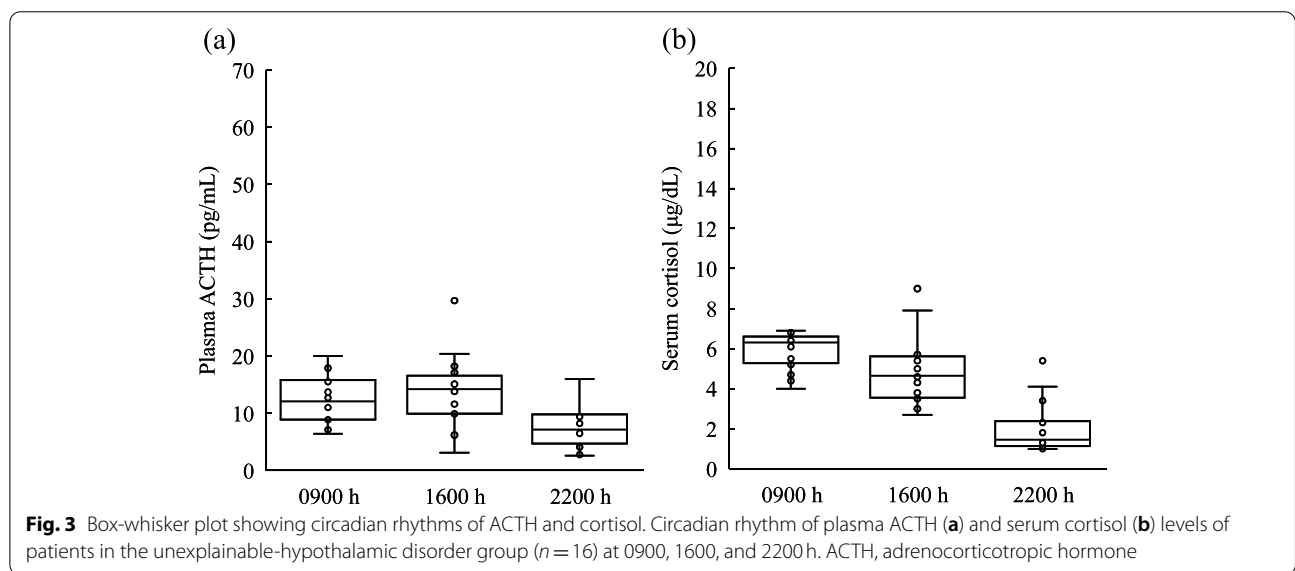 (a)
70
60
50
40
30
20
10
0
Plasma ACTH (pg/mL)
0900 h 1600 h 2200 h
(b)
20
18
16
14
12
10
8
6
4
2
0
Serum cortisol (μg/dL)
0900 h 1600 h 2200 h
Fig. 3 Box-whisker plot showing circadian rhythms of ACTH and cortisol. Circadian rhythm of plasma ACTH (a) and serum cortisol (b) levels of
patients in the unexplainable-hypothalamic disorder group (n = 16) at 0900, 1600, and 2200 h. ACTH, adrenocorticotropic hormone